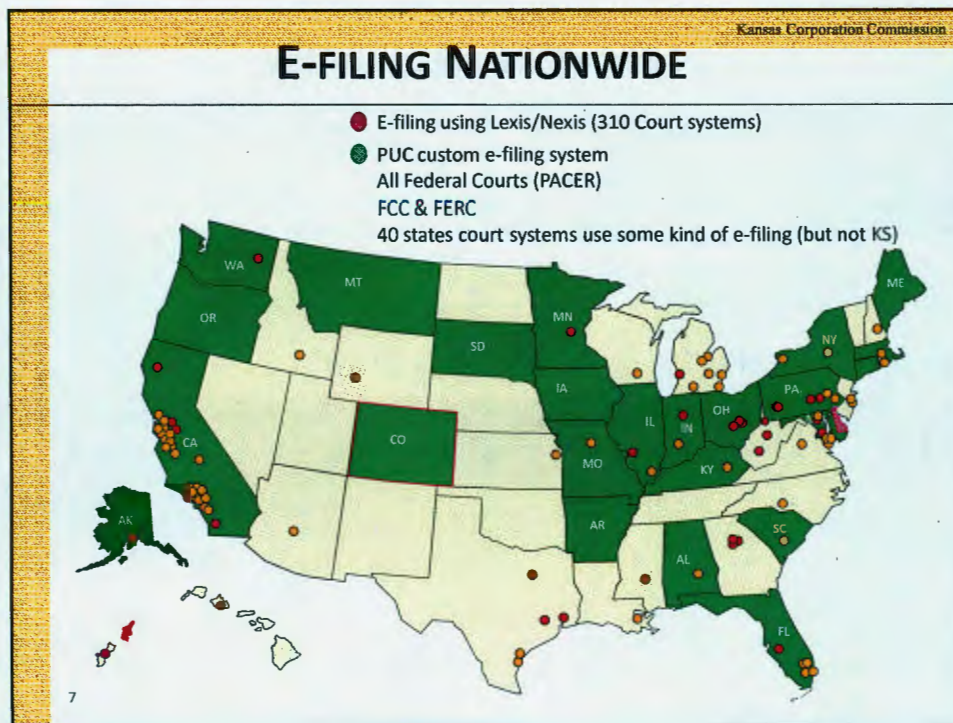 Kansas Corporation Commission
E-FILING NATIONWIDE
E-filing using Lexis/Nexis (310 Court systems)
PUC custom e-filing system
All Federal Courts (PACER)
FCC & FERC
40 states court systems use some kind of e-filing (but not KS)
WA
MT
ME
OR
MN
SD
NY
IA
PA
IL
IN
OH
CA
CO
MO
KY
AK
AR
SC
AL
FL
7